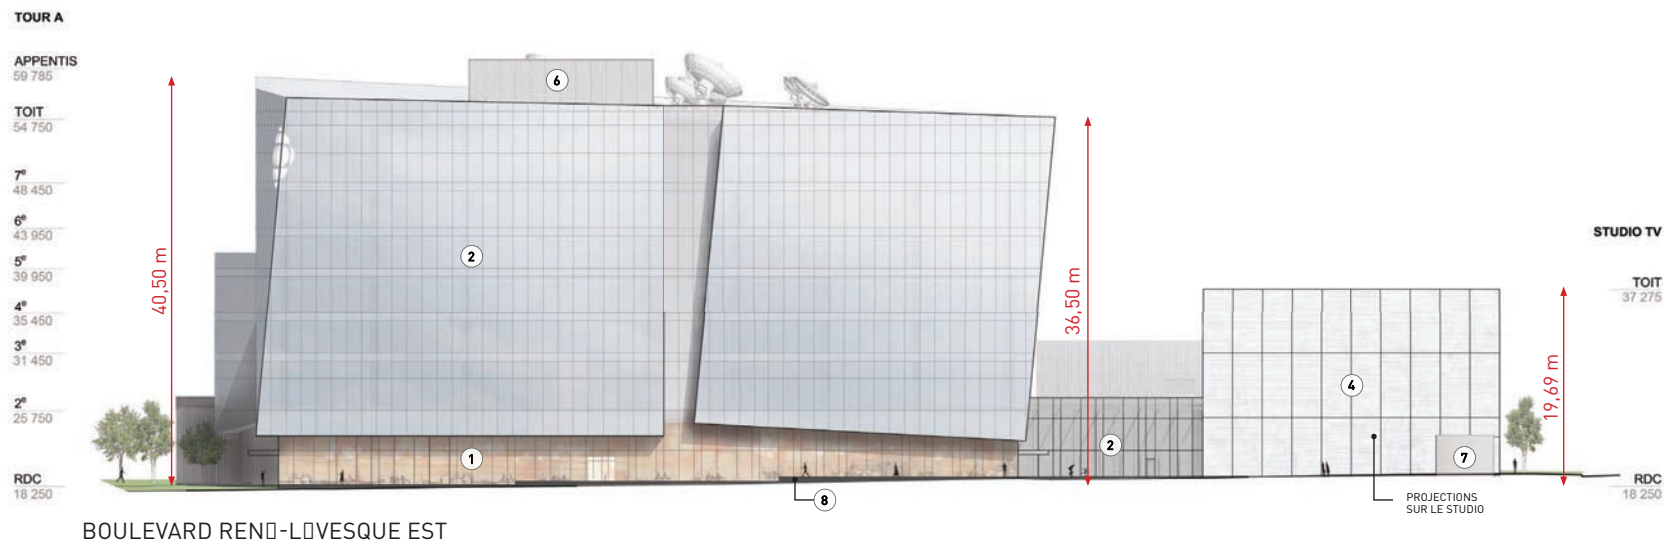 TOUR A
APPENTIS
59 785
TOIT
54 750
7e
48 450
6e
43 950
5e
39 950
4e
35 450
3e
31 450
2e
25 750
RDC
18 250
40,50 m
6
2
1
8
36,50 m
2
4
7
19,69 m
STUDIO TV
TOIT
37 275
RDC
18 250
PROJECTIONS
SUR LE STUDIO
BOULEVARD REN▯-L▯VESQUE EST